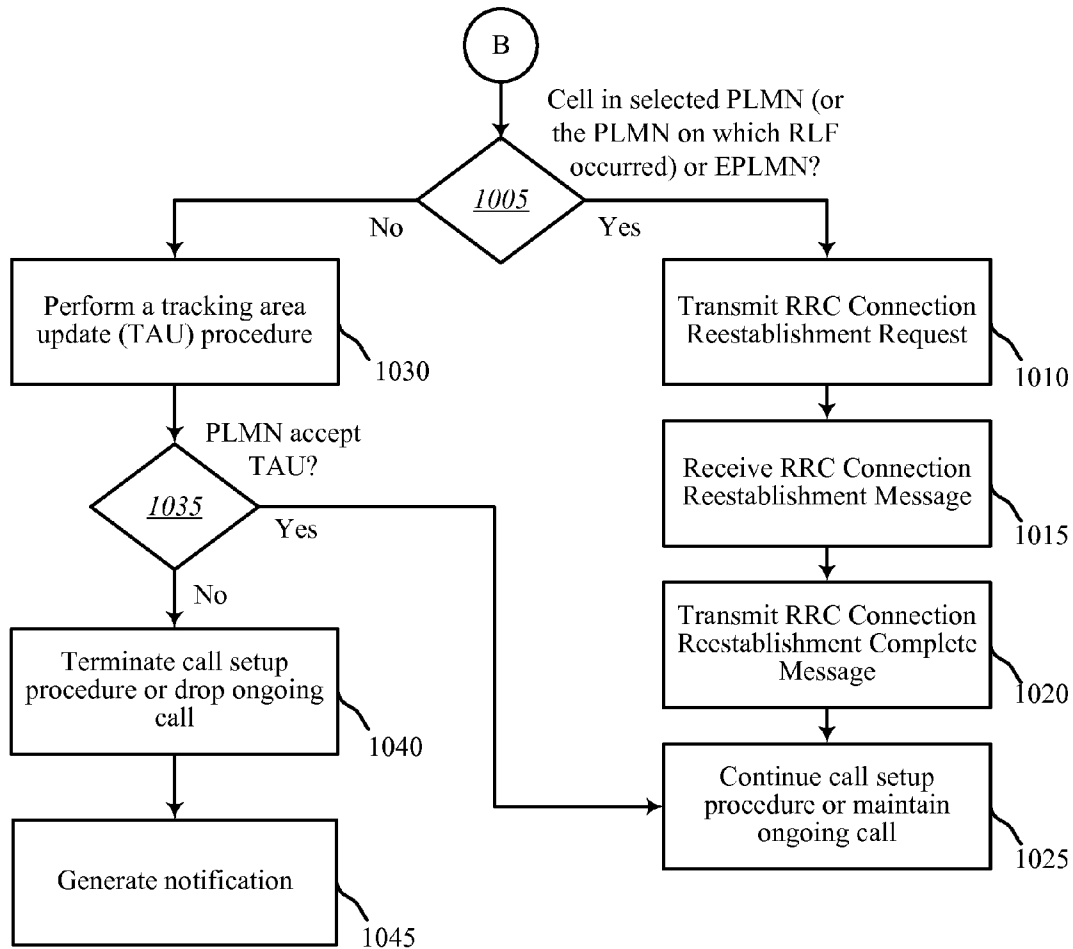 B
Cell in selected PLMN (or
the PLMN on which RLF
occurred) or EPLMN?
1005
No
Yes
Perform a tracking area
update (TAU) procedure
1030
Transmit RRC Connection
Reestablishment Request
1010
PLMN accept
TAU?
1035
Yes
No
Receive RRC Connection
Reestablishment Message
1015
Transmit RRC Connection
Reestablishment Complete
Message
1020
Terminate call setup
procedure or drop ongoing
call
1040
Continue call setup
procedure or maintain
ongoing call
1025
Generate notification
1045